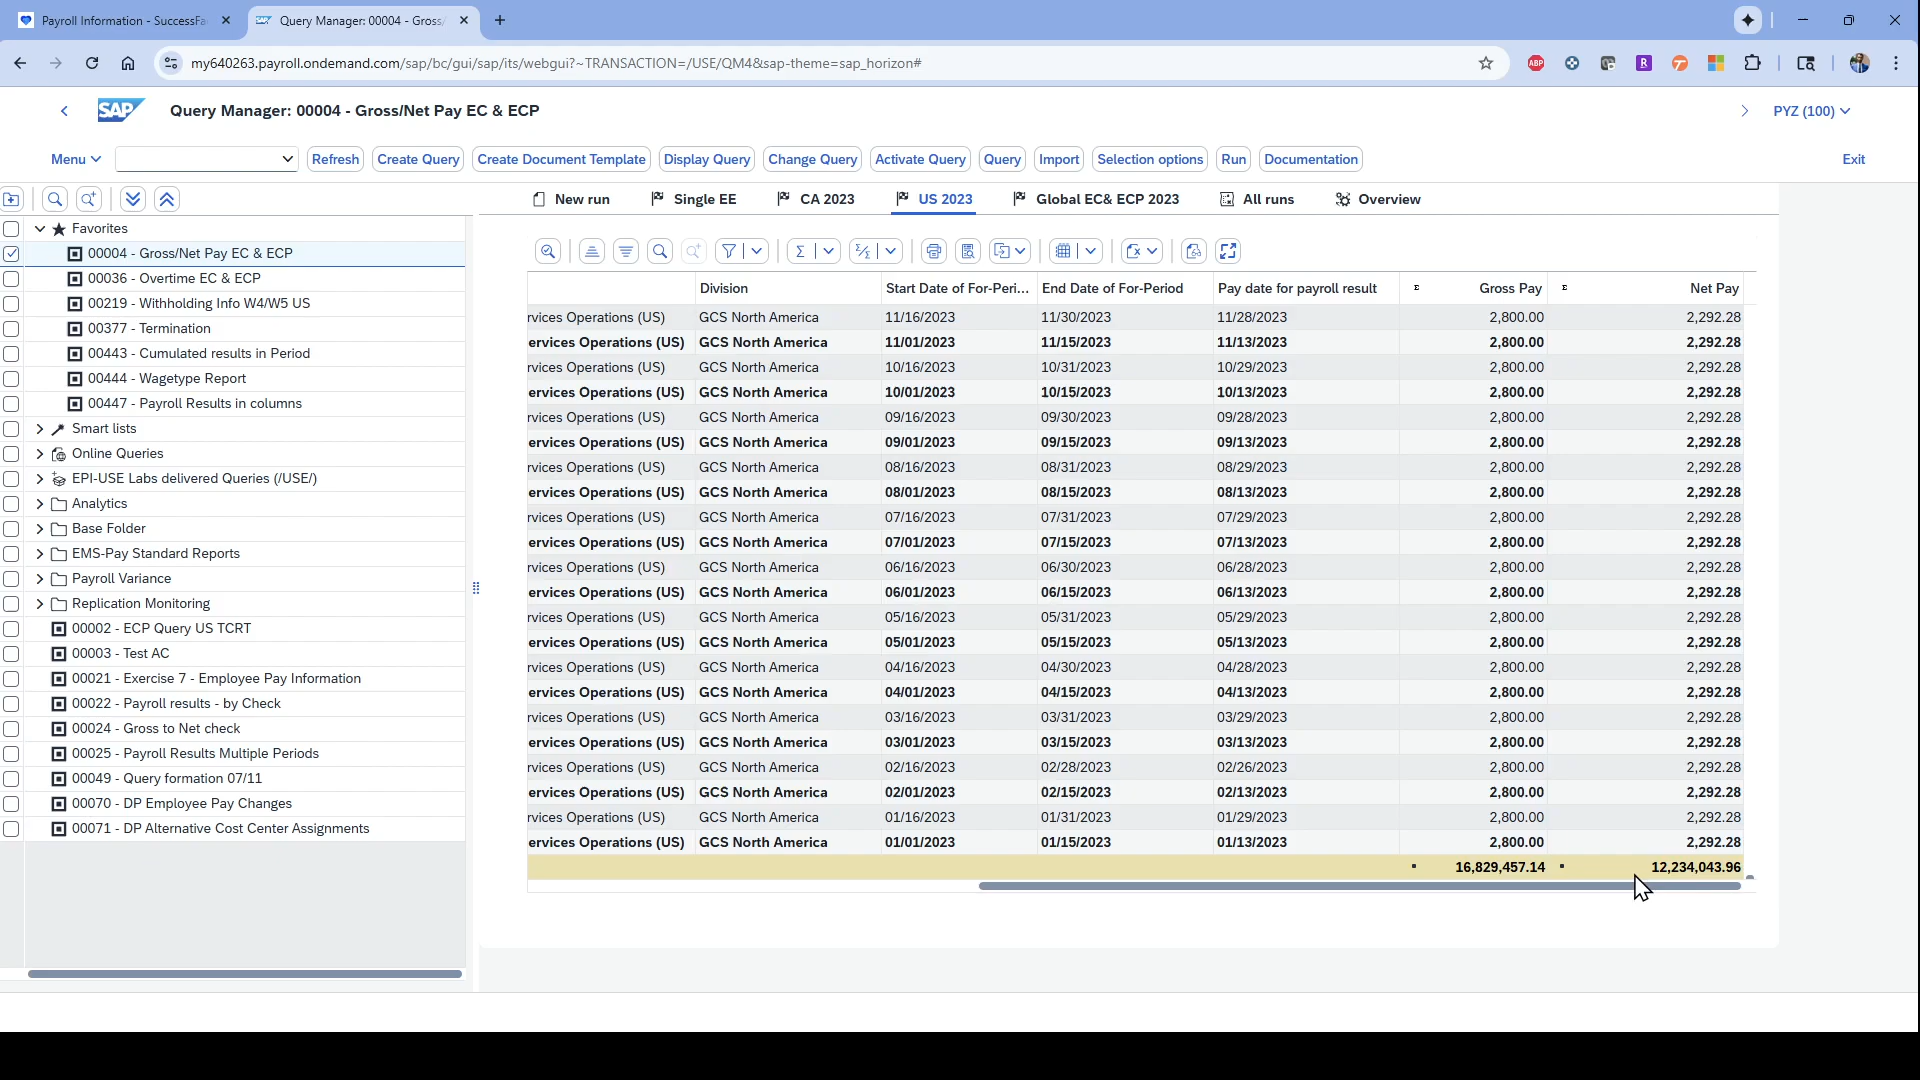 Payroll Information - SuccessFa
Query Manager: 00004 - Gross/
my640263.payroll.ondemand.com/sap/bc/gui/sap/its/webgui?~TRANSACTION=/USE/QM4&sap-theme=sap_horizon#
SAP Query Manager: 00004 - Gross/Net Pay EC & ECP PYZ (100)
Menu Refresh Create Query Create Document Template Display Query Change Query Activate Query Query Import Selection options Run Documentation Exit
New run Single EE CA 2023 US 2023 Global EC& ECP 2023 All runs Overview
Favorites
00004 - Gross/Net Pay EC & ECP
00036 - Overtime EC & ECP
00219 - Withholding Info W4/W5 US
00377 - Termination
00443 - Cumulated results in Period
00444 - Wagetype Report
00447 - Payroll Results in columns
Smart lists
Online Queries
EPI-USE Labs delivered Queries (/USE/)
Analytics
Base Folder
EMS-Pay Standard Reports
Payroll Variance
Replication Monitoring
00002 - ECP Query US TCRT
00003 - Test AC
00021 - Exercise 7 - Employee Pay Information
00022 - Payroll results - by Check
00024 - Gross to Net check
00025 - Payroll Results Multiple Periods
00049 - Query formation 07/11
00070 - DP Employee Pay Changes
00071 - DP Alternative Cost Center Assignments
Division Start Date of For-Peri... End Date of For-Period Pay date for payroll result Σ Gross Pay Σ Net Pay
rvices Operations (US) GCS North America 11/16/2023 11/30/2023 11/28/2023 2,800.00 2,292.28
ervices Operations (US) GCS North America 11/01/2023 11/15/2023 11/13/2023 2,800.00 2,292.28
rvices Operations (US) GCS North America 10/16/2023 10/31/2023 10/29/2023 2,800.00 2,292.28
ervices Operations (US) GCS North America 10/01/2023 10/15/2023 10/13/2023 2,800.00 2,292.28
rvices Operations (US) GCS North America 09/16/2023 09/30/2023 09/28/2023 2,800.00 2,292.28
ervices Operations (US) GCS North America 09/01/2023 09/15/2023 09/13/2023 2,800.00 2,292.28
rvices Operations (US) GCS North America 08/16/2023 08/31/2023 08/29/2023 2,800.00 2,292.28
ervices Operations (US) GCS North America 08/01/2023 08/15/2023 08/13/2023 2,800.00 2,292.28
rvices Operations (US) GCS North America 07/16/2023 07/31/2023 07/29/2023 2,800.00 2,292.28
ervices Operations (US) GCS North America 07/01/2023 07/15/2023 07/13/2023 2,800.00 2,292.28
rvices Operations (US) GCS North America 06/16/2023 06/30/2023 06/28/2023 2,800.00 2,292.28
ervices Operations (US) GCS North America 06/01/2023 06/15/2023 06/13/2023 2,800.00 2,292.28
rvices Operations (US) GCS North America 05/16/2023 05/31/2023 05/29/2023 2,800.00 2,292.28
ervices Operations (US) GCS North America 05/01/2023 05/15/2023 05/13/2023 2,800.00 2,292.28
rvices Operations (US) GCS North America 04/16/2023 04/30/2023 04/28/2023 2,800.00 2,292.28
ervices Operations (US) GCS North America 04/01/2023 04/15/2023 04/13/2023 2,800.00 2,292.28
rvices Operations (US) GCS North America 03/16/2023 03/31/2023 03/29/2023 2,800.00 2,292.28
ervices Operations (US) GCS North America 03/01/2023 03/15/2023 03/13/2023 2,800.00 2,292.28
rvices Operations (US) GCS North America 02/16/2023 02/28/2023 02/26/2023 2,800.00 2,292.28
ervices Operations (US) GCS North America 02/01/2023 02/15/2023 02/13/2023 2,800.00 2,292.28
rvices Operations (US) GCS North America 01/16/2023 01/31/2023 01/29/2023 2,800.00 2,292.28
ervices Operations (US) GCS North America 01/01/2023 01/15/2023 01/13/2023 2,800.00 2,292.28
16,829,457.14 12,234,043.96